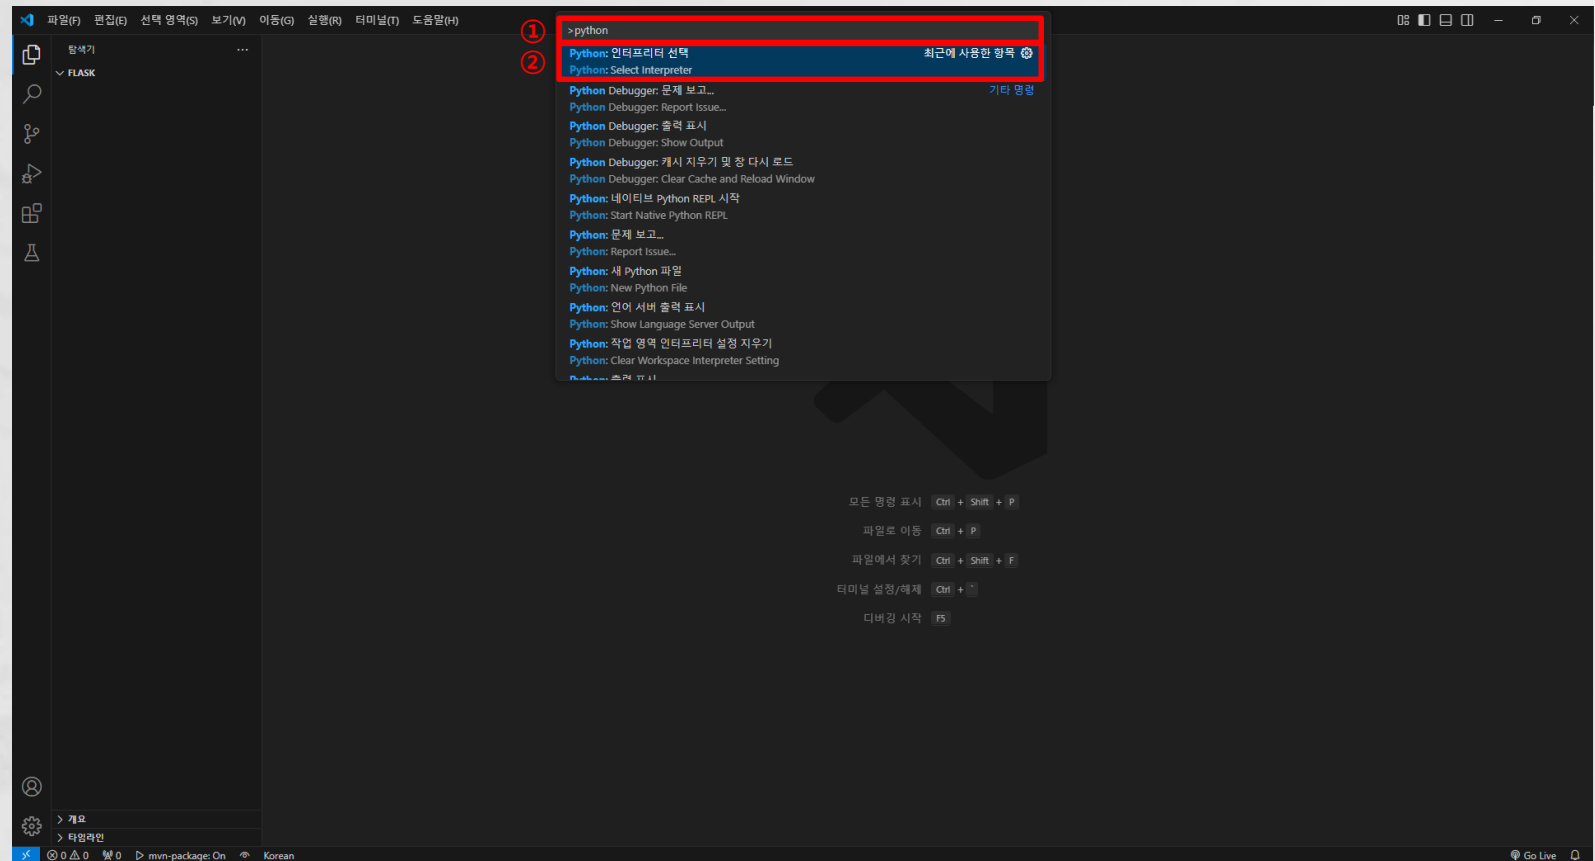 파일(F) 편집(E) 선택 영역(S) 보기(V) 이동(G) 실행(R) 터미널(T) 도움말(H)
탐색기 ...
FLASK
①
>python
②
Python: 인터프리터 선택 최근에 사용한 항목
Python: Select Interpreter
Python Debugger: 문제 보고... 기타 명령
Python Debugger: Report Issue...
Python Debugger: 출력 표시
Python Debugger: Show Output
Python Debugger: 캐시 지우기 및 창 다시 로드
Python Debugger: Clear Cache and Reload Window
Python: 네이티브 Python REPL 시작
Python: Start Native Python REPL
Python: 문제 보고...
Python: Report Issue...
Python: 새 Python 파일
Python: New Python File
Python: 언어 서버 출력 표시
Python: Show Language Server Output
Python: 작업 영역 인터프리터 설정 지우기
Python: Clear Workspace Interpreter Setting
Python: 출력 표시
모든 명령 표시 Ctrl + Shift + P
파일로 이동 Ctrl + P
파일에서 찾기 Ctrl + Shift + F
터미널 설정/해제 Ctrl + `
디버깅 시작 F5
개요
타임라인
0 0 0 mvn-package: On Korean Go Live